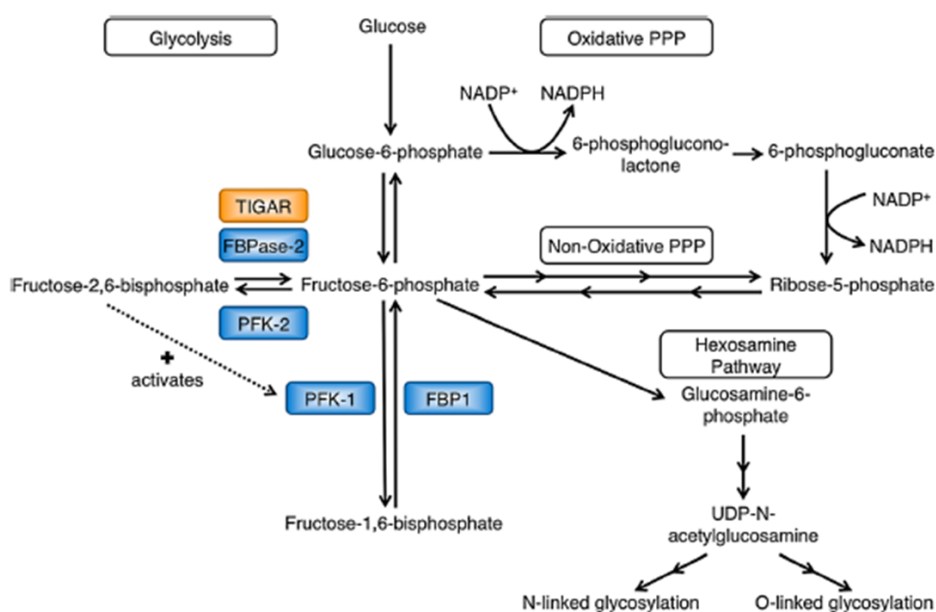 Glycolysis
Glucose
Oxidative PPP
NADP⁺
NADPH
Glucose-6-phosphate
6-phosphoglucono-
lactone
6-phosphogluconate
NADP⁺
NADPH
TIGAR
FBPase-2
Non-Oxidative PPP
Fructose-2,6-bisphosphate
Fructose-6-phosphate
Ribose-5-phosphate
PFK-2
+
activates
Hexosamine
Pathway
PFK-1
FBP1
Glucosamine-6-
phosphate
Fructose-1,6-bisphosphate
UDP-N-
acetylglucosamine
N-linked glycosylation
O-linked glycosylation